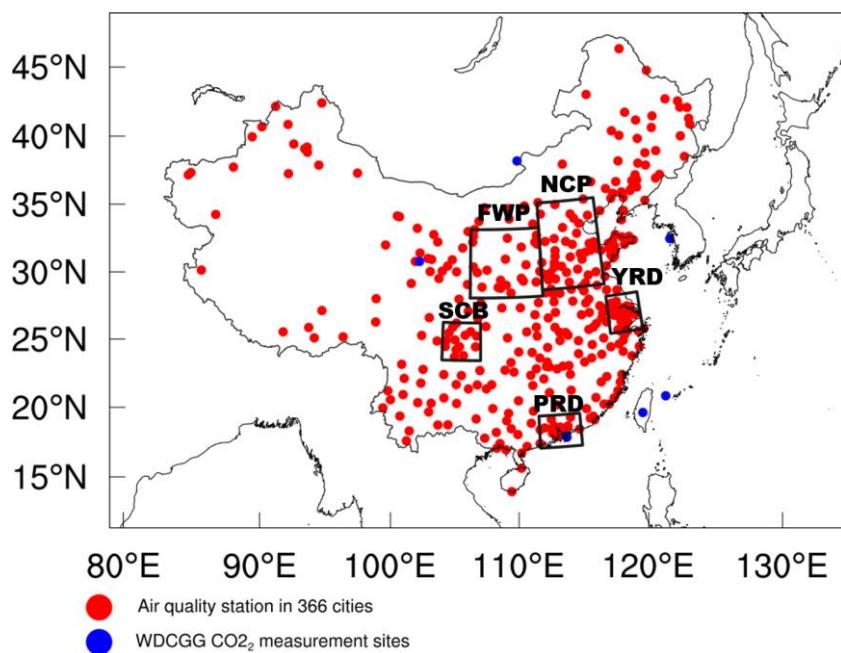 45°N
40°N
35°N
30°N
25°N
20°N
15°N
NCP
FWP
YRD
SCB
PRD
80°E 90°E 100°E 110°E 120°E 130°E
Air quality station in 366 cities
WDCGG CO2₂ measurement sites